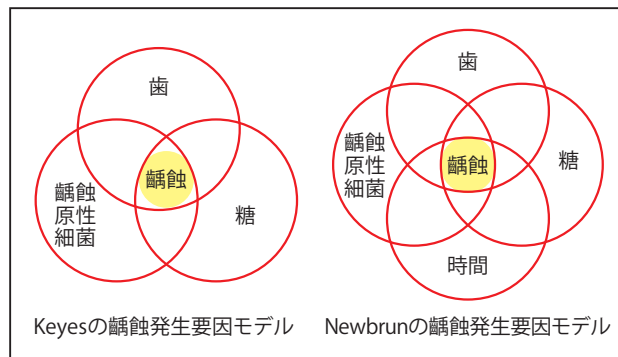 歯
齲蝕
原性
細菌
齲蝕
糖
Keyesの齲蝕発生要因モデル
歯
齲蝕
原性
細菌
齲蝕
糖
時間
Newbrunの齲蝕発生要因モデル